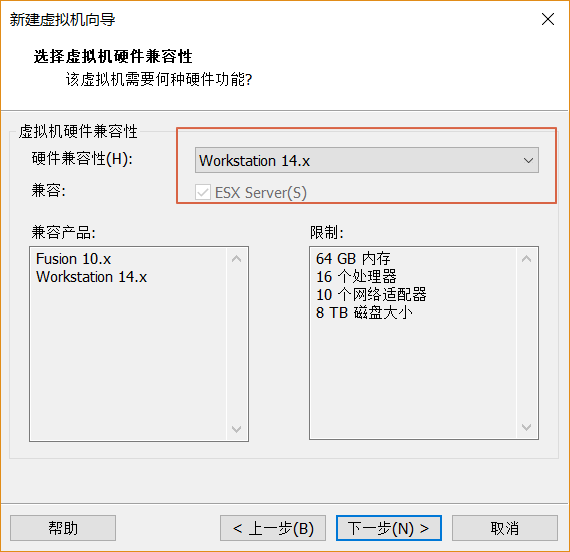 新建虚拟机向导
选择虚拟机硬件兼容性
该虚拟机需要何种硬件功能?
虚拟机硬件兼容性
硬件兼容性(H):
Workstation 14.x
兼容:
ESX Server(S)
兼容产品:
Fusion 10.x
Workstation 14.x
限制:
64 GB 内存
16 个处理器
10 个网络适配器
8 TB 磁盘大小
帮助
< 上一步(B)
下一步(N) >
取消